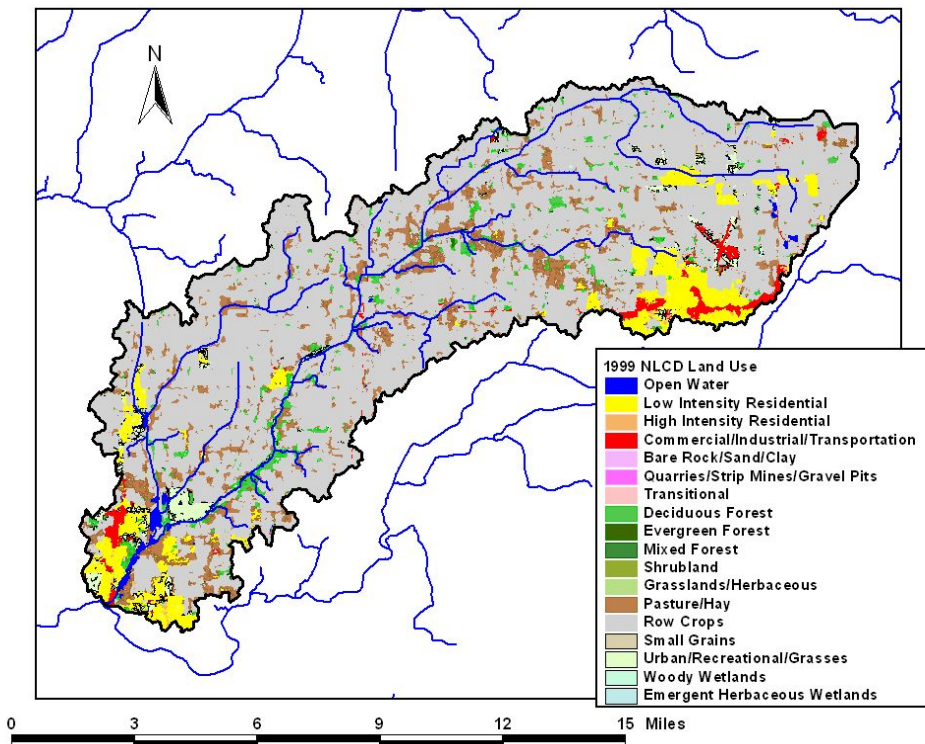 N
1999 NLCD Land Use
Open Water
Low Intensity Residential
High Intensity Residential
Commercial/Industrial/Transportation
Bare Rock/Sand/Clay
Quarries/Strip Mines/Gravel Pits
Transitional
Deciduous Forest
Evergreen Forest
Mixed Forest
Shrubland
Grasslands/Herbaceous
Pasture/Hay
Row Crops
Small Grains
Urban/Recreational/Grasses
Woody Wetlands
Emergent Herbaceous Wetlands
0 3 6 9 12 15 Miles